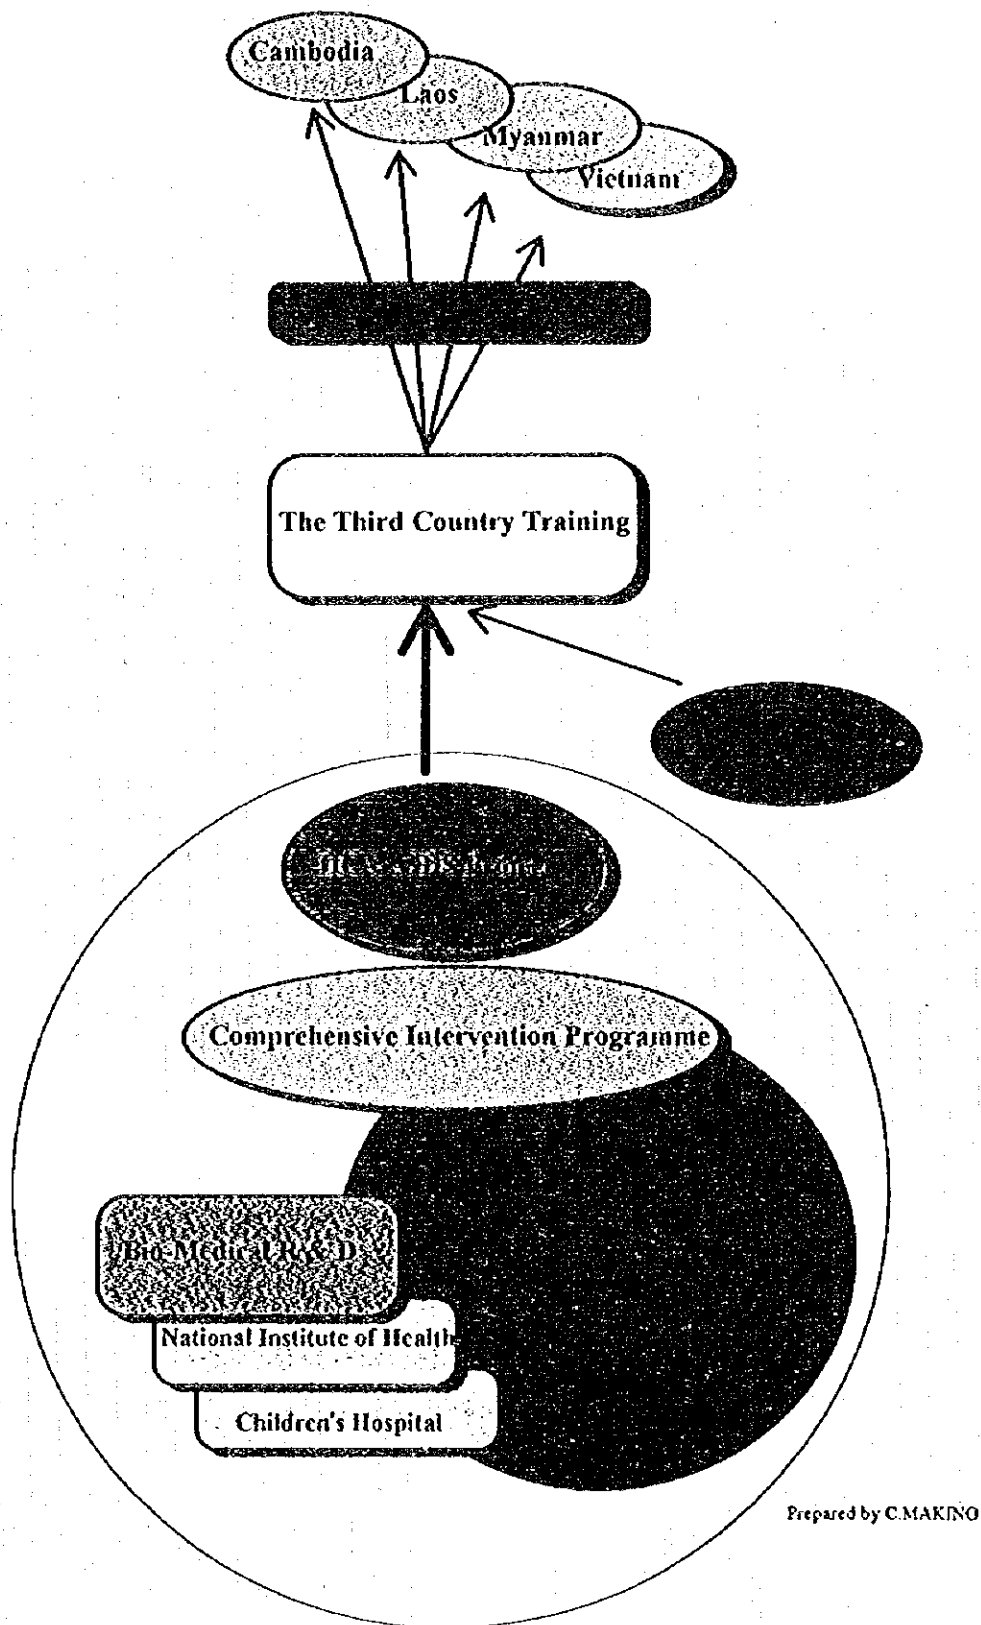 Cambodia
Laos
Myanmar
Vietnam
The Third Country Training
Comprehensive Intervention Programme
Bio-Medical R & D
National Institute of Health
Children's Hospital
Prepared by C.MAKINO